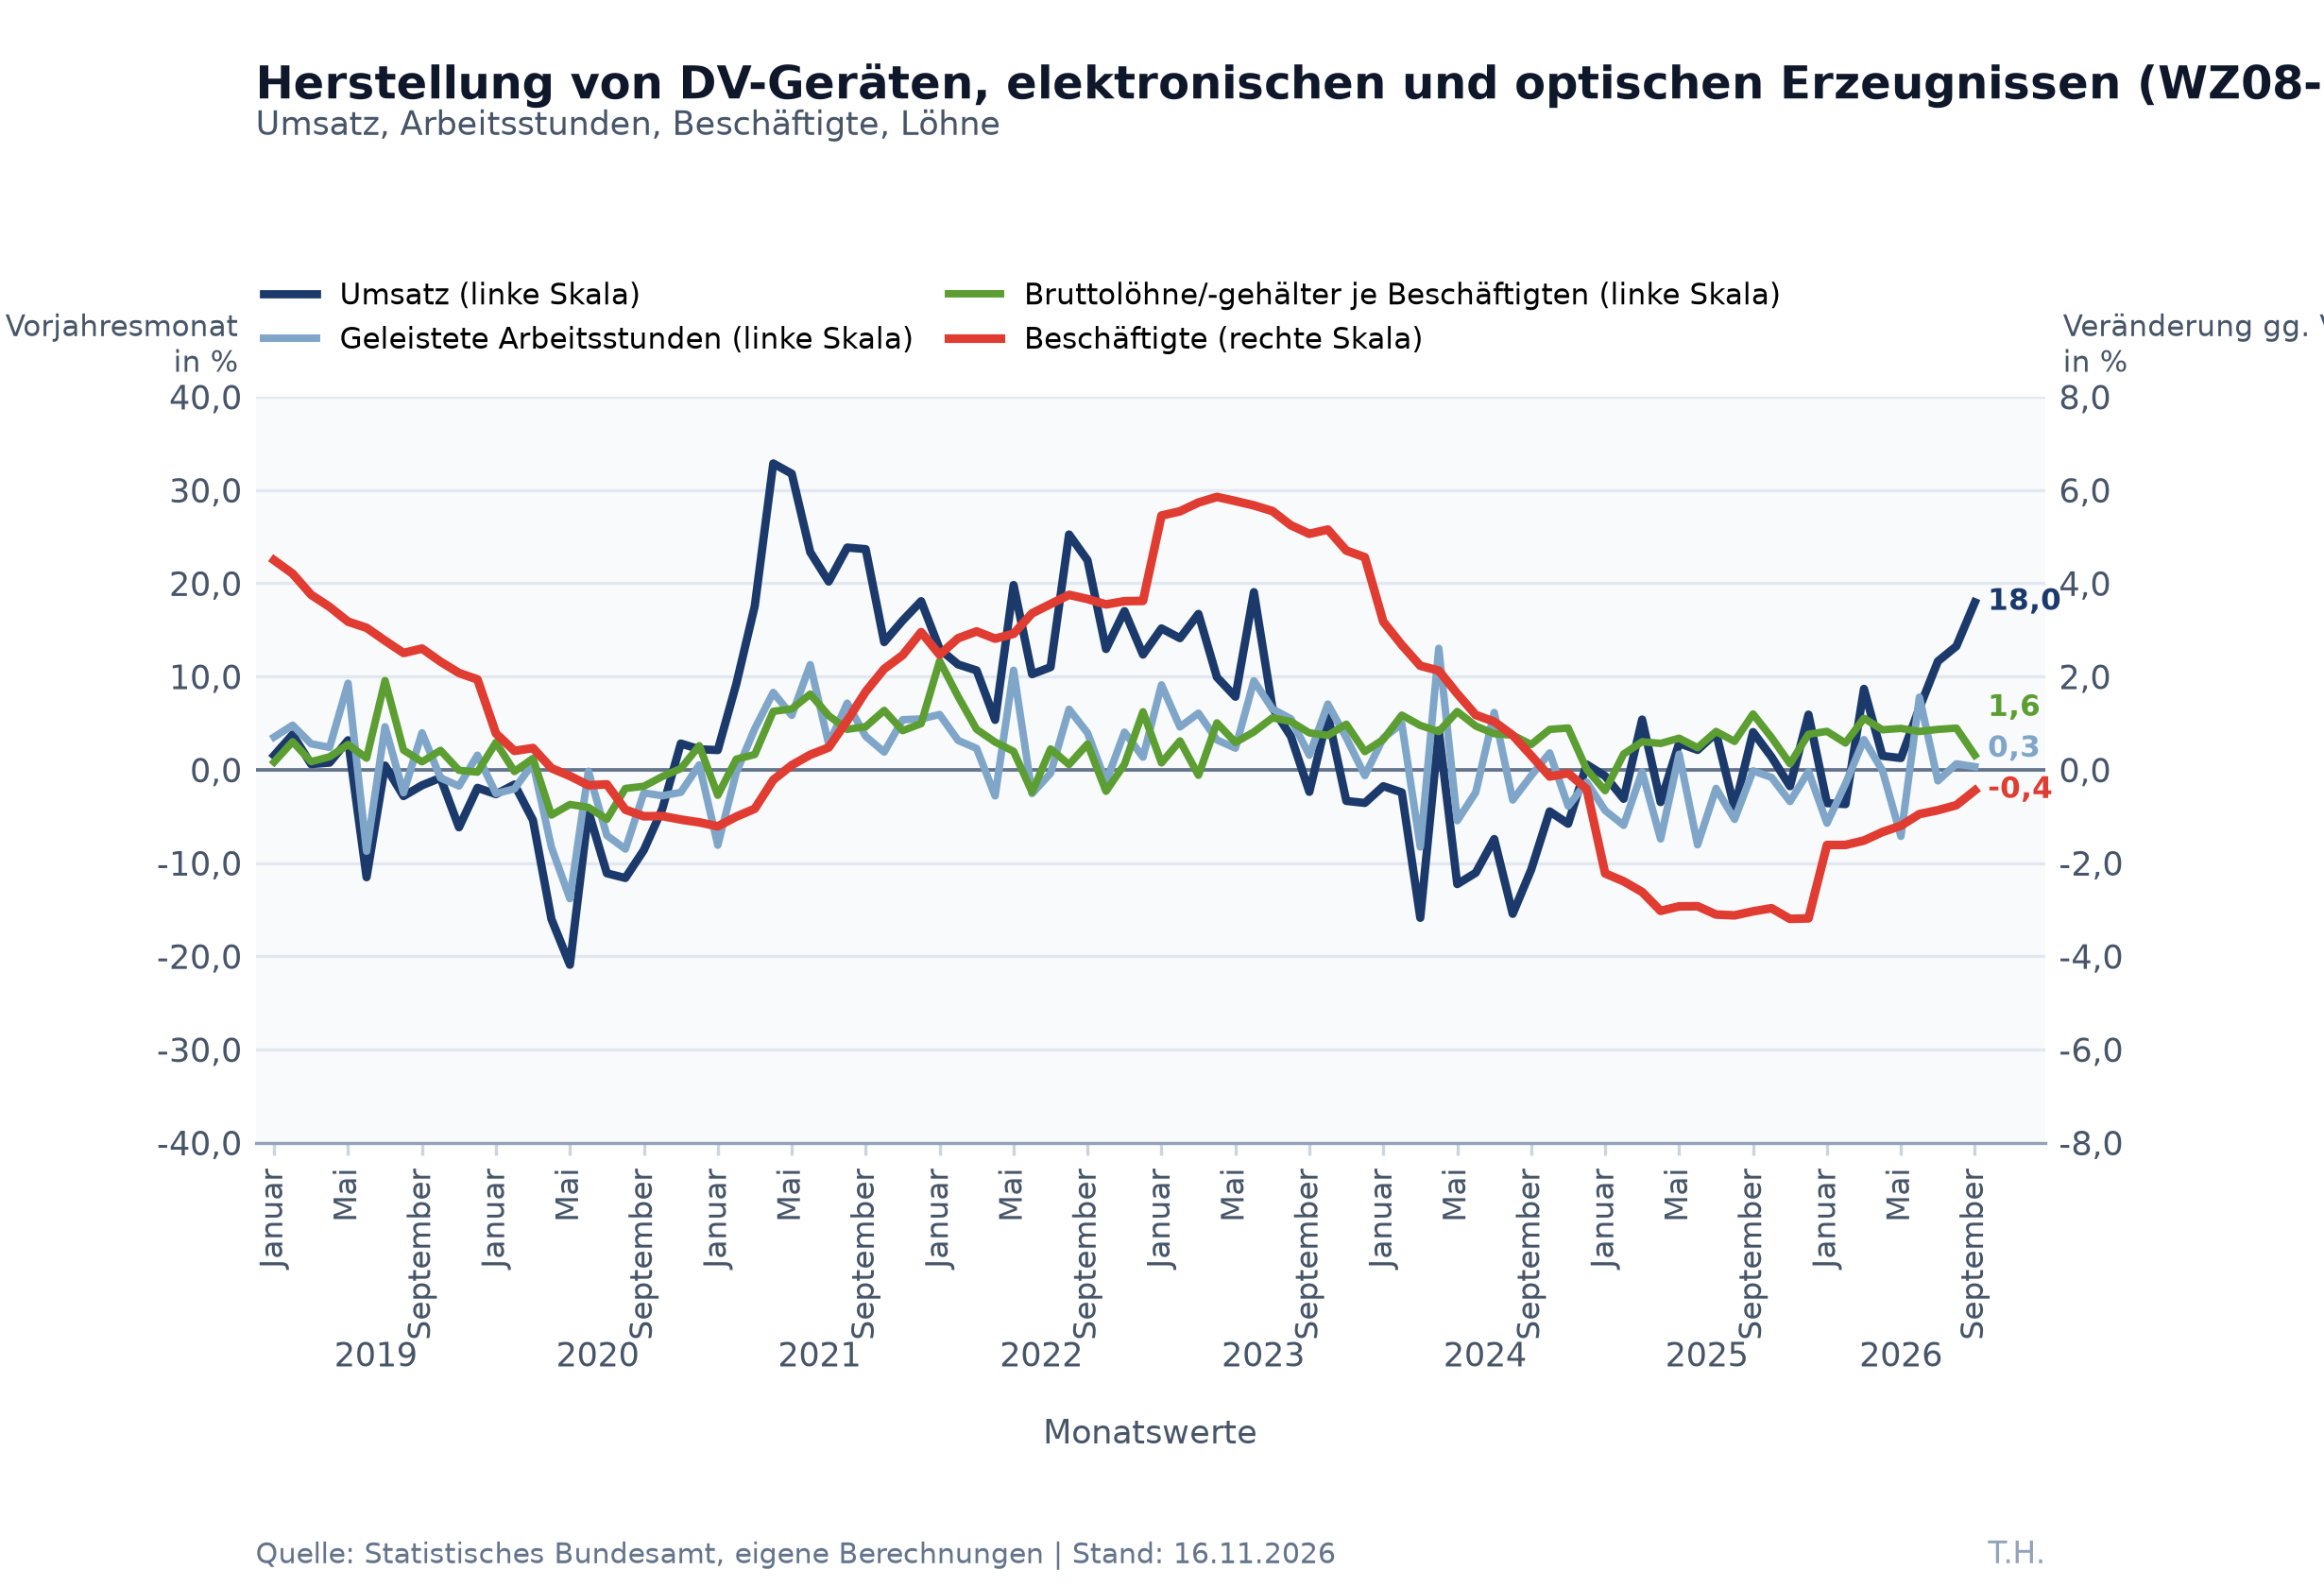 Herstellung von DV-Geräten, elektronischen und optischen Erzeugnissen (WZ08-
Umsatz, Arbeitsstunden, Beschäftigte, Löhne
Umsatz (linke Skala)
Geleistete Arbeitsstunden (linke Skala)
Bruttolöhne/-gehälter je Beschäftigten (linke Skala)
Beschäftigte (rechte Skala)
Vorjahresmonat
in %
Veränderung gg. V
in %
40,0
30,0
20,0
10,0
0,0
-10,0
-20,0
-30,0
-40,0
8,0
6,0
4,0
2,0
0,0
-2,0
-4,0
-6,0
-8,0
18,0
1,6
0,3
-0,4
Januar
Mai
September
Januar
Mai
September
Januar
Mai
September
Januar
Mai
September
Januar
Mai
September
Januar
Mai
September
Januar
Mai
September
Januar
Mai
September
2019
2020
2021
2022
2023
2024
2025
2026
Monatswerte
Quelle: Statistisches Bundesamt, eigene Berechnungen | Stand: 16.11.2026
T.H.